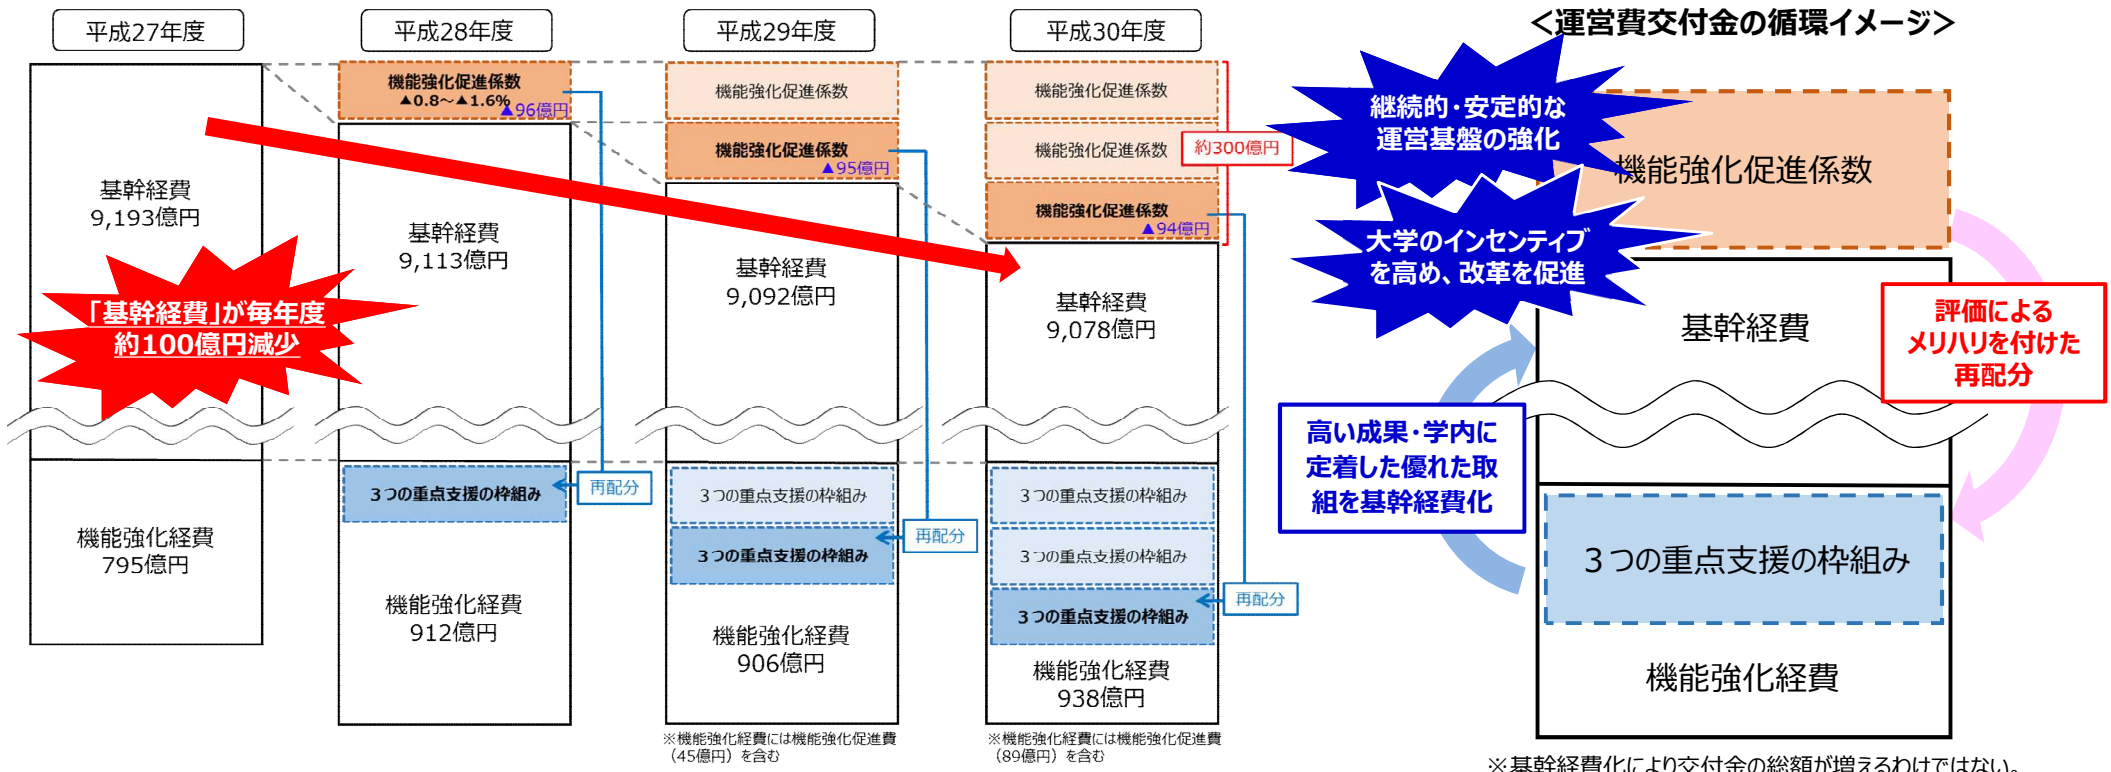 平成27年度
基幹経費
9,193億円
「基幹経費」が毎年度
約100億円減少
機能強化経費
795億円
平成28年度
機能強化促進係数
▲0.8～▲1.6%
▲96億円
基幹経費
9,113億円
3つの重点支援の枠組み
再配分
機能強化経費
912億円
平成29年度
機能強化促進係数
機能強化促進係数
▲95億円
基幹経費
9,092億円
3つの重点支援の枠組み
3つの重点支援の枠組み
再配分
機能強化経費
906億円
※機能強化経費には機能強化促進費
（45億円）を含む
平成30年度
機能強化促進係数
機能強化促進係数
約300億円
機能強化促進係数
▲94億円
基幹経費
9,078億円
3つの重点支援の枠組み
3つの重点支援の枠組み
3つの重点支援の枠組み
再配分
機能強化経費
938億円
※機能強化経費には機能強化促進費
（89億円）を含む
＜運営費交付金の循環イメージ＞
継続的・安定的な
運営基盤の強化
機能強化促進係数
大学のインセンティブ
を高め、改革を促進
基幹経費
評価による
メリハリを付けた
再配分
高い成果・学内に
定着した優れた取
組を基幹経費化
3つの重点支援の枠組み
機能強化経費
※基幹経費化により交付金の総額が増えるわけではない。